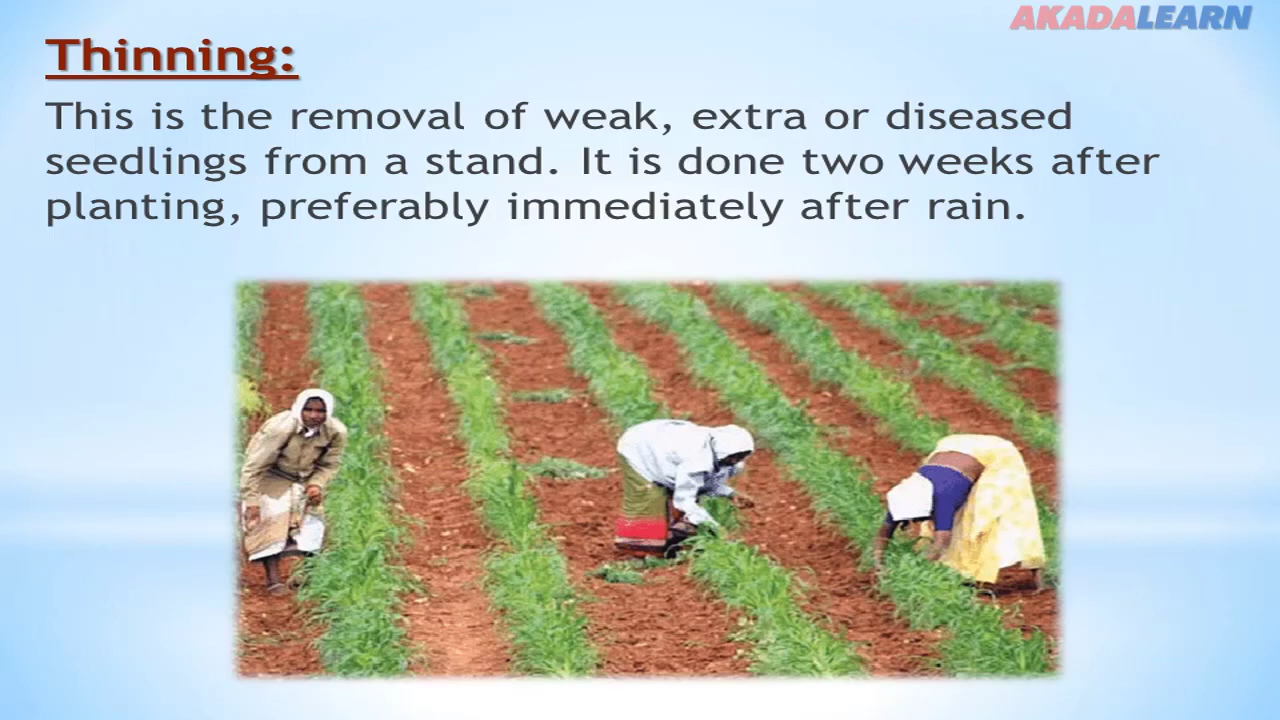 AKADALEARN
Thinning:
This is the removal of weak, extra or diseased
seedlings from a stand. It is done two weeks after
planting, preferably immediately after rain.